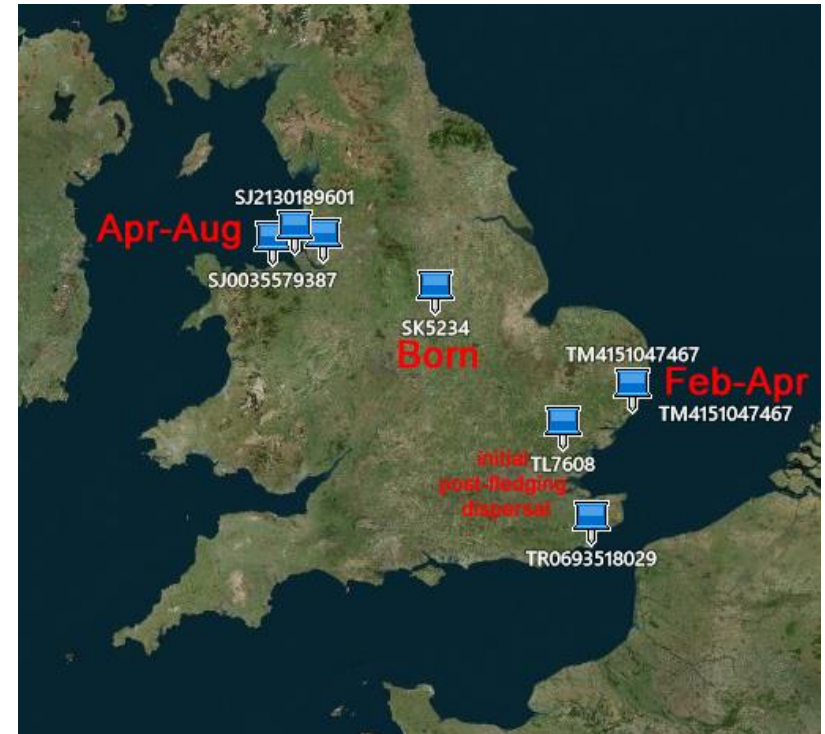 SJ2130189601
Apr-Aug
SJ0035579387
SK5234
Born
TM4151047467
Feb-Apr
TM4151047467
initial
TL7608
post-fledging
dispersal
TR0693518029